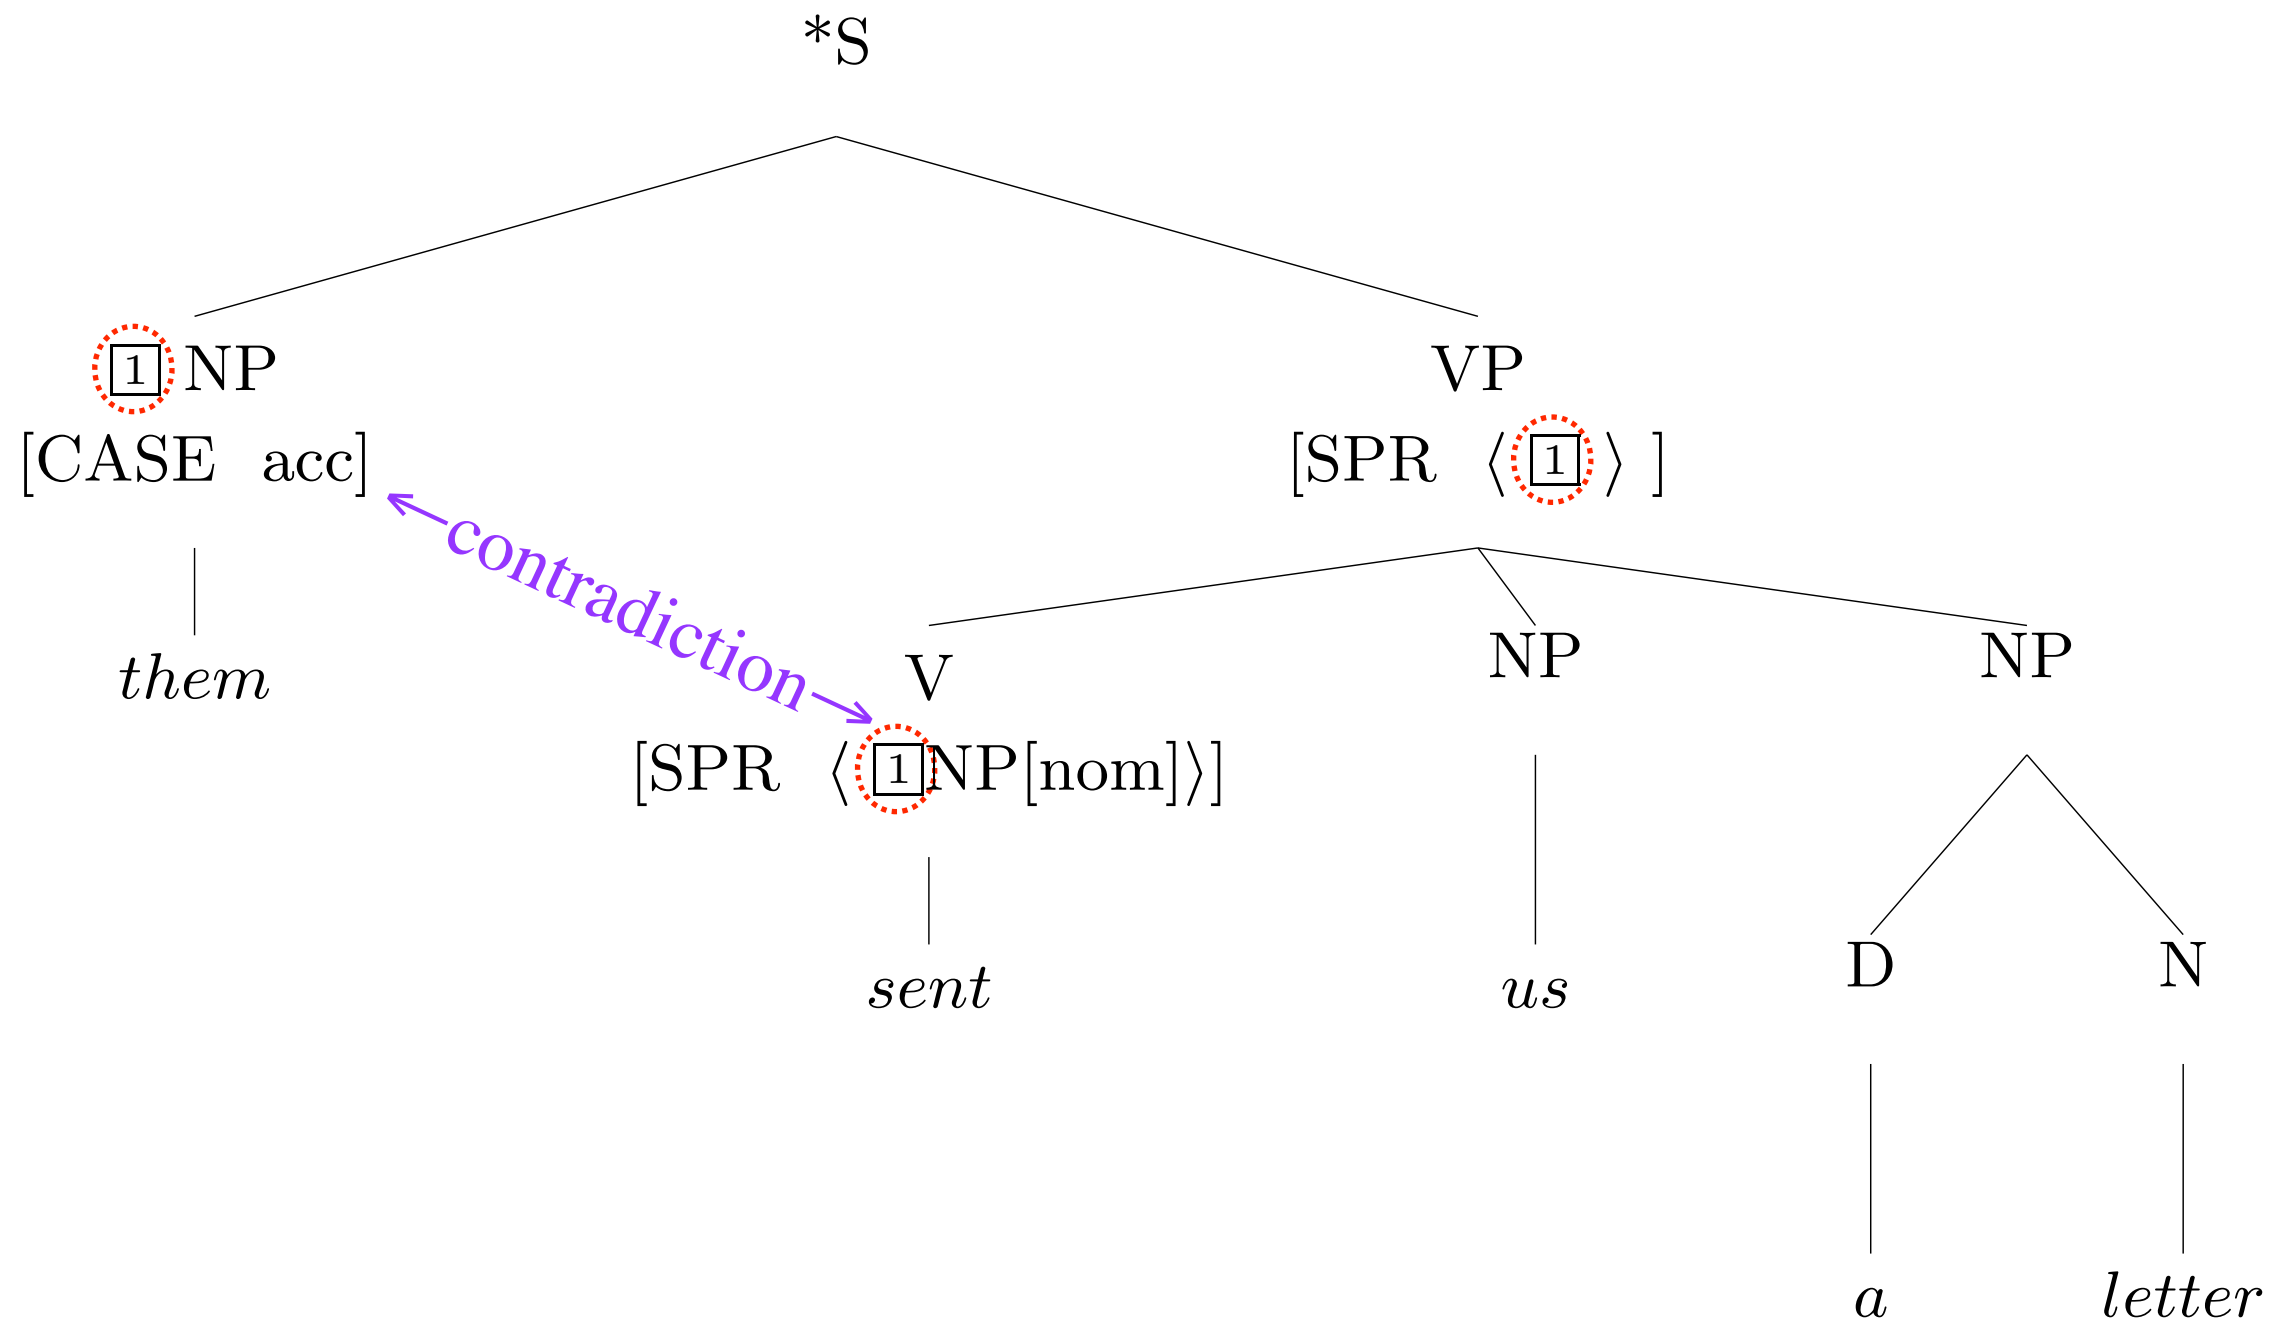 *S
1 NP
[CASE acc]
VP
[SPR ⟨ 1 ⟩ ]
contradiction
them
V
[SPR ⟨ 1 NP[nom]⟩]
NP
NP
sent
us
D
N
a
letter